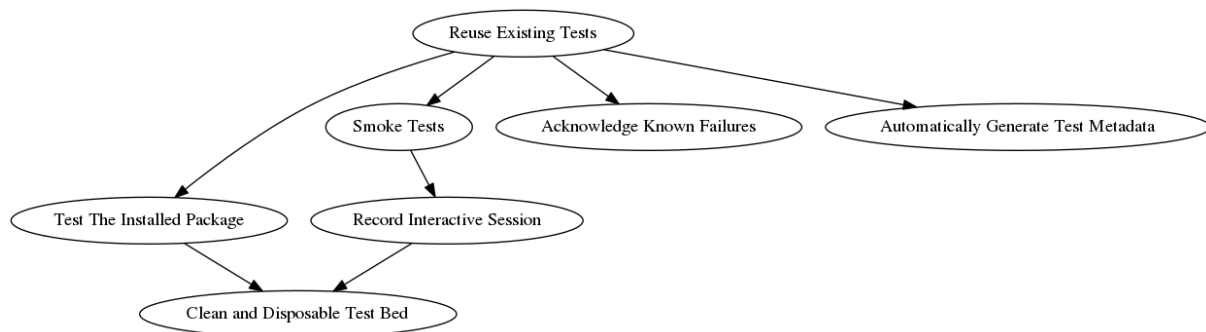 Reuse Existing Tests
Smoke Tests
Acknowledge Known Failures
Automatically Generate Test Metadata
Test The Installed Package
Record Interactive Session
Clean and Disposable Test Bed